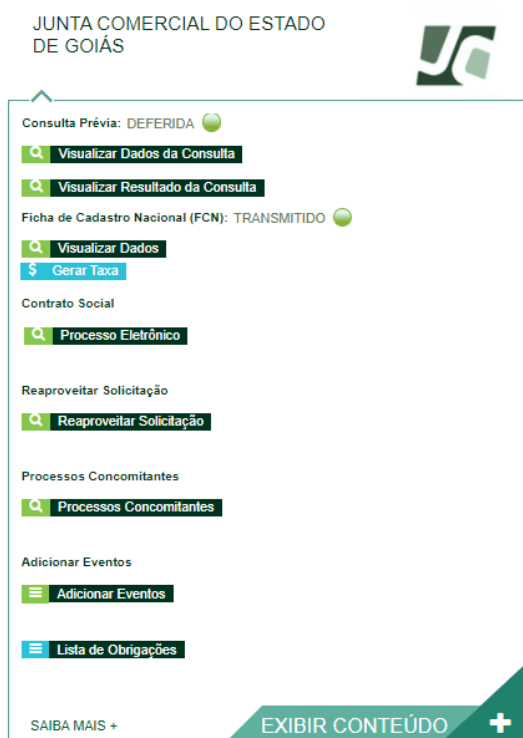 JUNTA COMERCIAL DO ESTADO
DE GOIÁS
Consulta Prévia: DEFERIDA
Visualizar Dados da Consulta
Visualizar Resultado da Consulta
Ficha de Cadastro Nacional (FCN): TRANSMITIDO
Visualizar Dados
$ Gerar Taxa
Contrato Social
Processo Eletrônico
Reaproveitar Solicitação
Reaproveitar Solicitação
Processos Concomitantes
Processos Concomitantes
Adicionar Eventos
Adicionar Eventos
Lista de Obrigações
SAIBA MAIS +
EXIBIR CONTEÚDO +